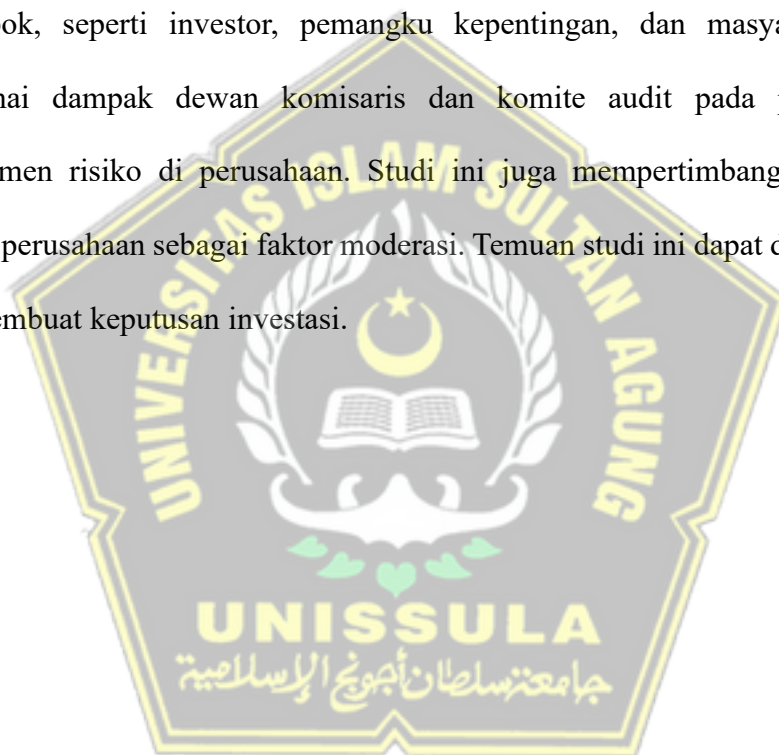 pok, seperti investor, pemangku kepentingan, dan masya
nai dampak dewan komisaris dan komite audit pada p
men risiko di perusahaan. Studi ini juga mempertimbang
perusahaan sebagai faktor moderasi. Temuan studi ini dapat d
embuat keputusan investasi.
UNIVERSITAS ISLAM SULTAN AGUNG
UNISSULA
جامعة سلطان أجونج الإسلامية